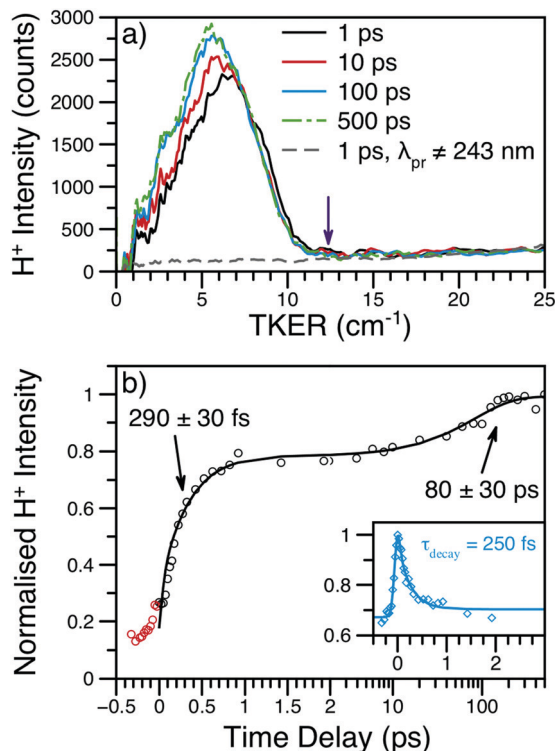 a)
1 ps
10 ps
100 ps
500 ps
1 ps, λpr ≠ 243 nm
H+ Intensity (counts)
3000
2500
2000
1500
1000
500
0
0 5 10 15 20 25
TKER (cm-1)
b)
290 ± 30 fs
80 ± 30 ps
Normalised H+ Intensity
1
0.8
0.6
0.4
0.2
0
τdecay = 250 fs
1
0.8
0.6
0 1 2
-0.5 0 0.5 1 1.5 2 10 100
Time Delay (ps)